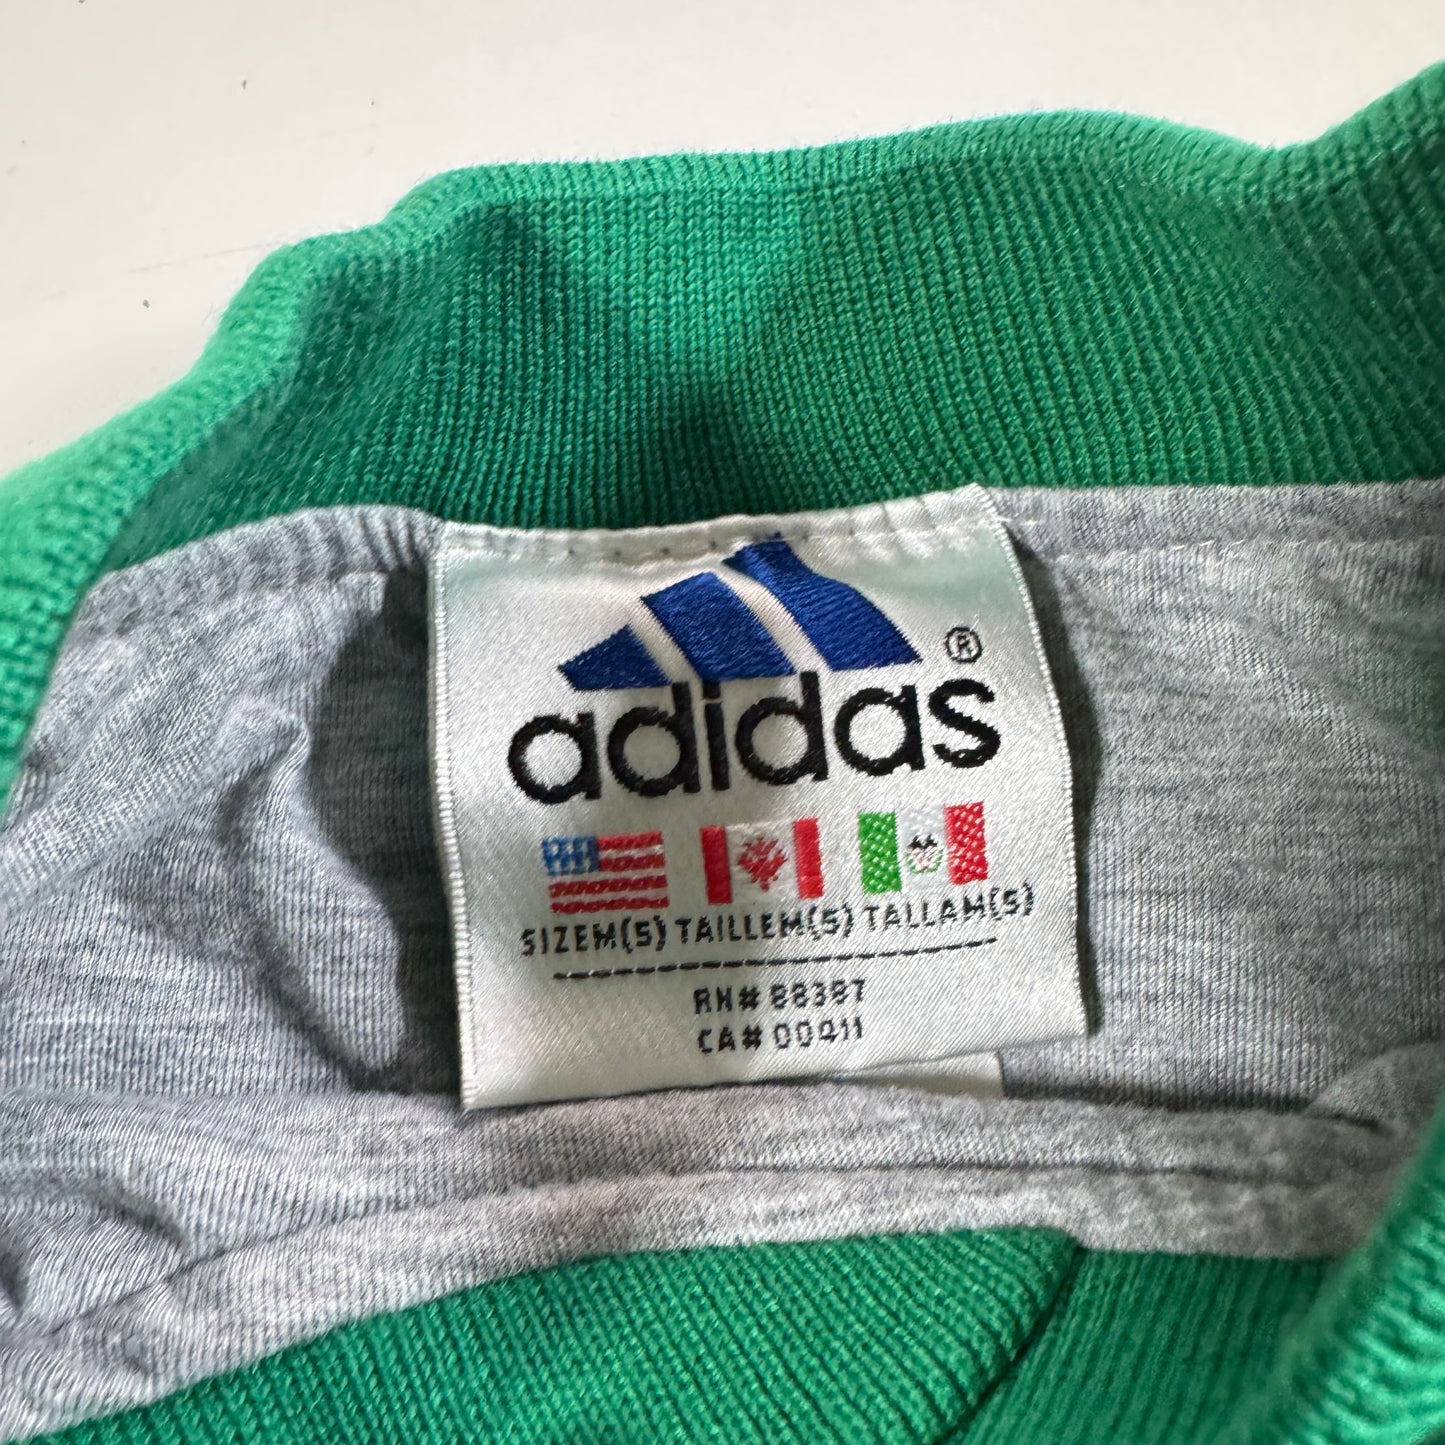 adidas®
SIZEM(S) TAILLEM(S) TALLAM(S)
RN# 88387
CA# 00411